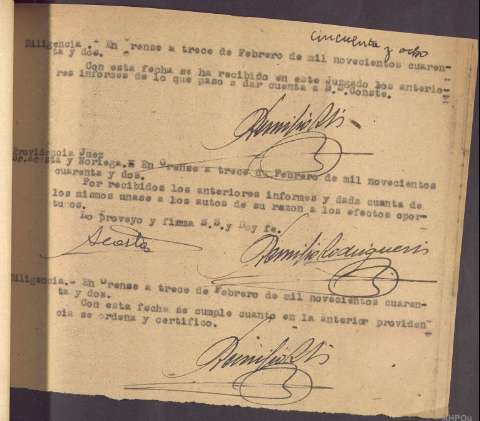 cincuenta y ocho
Diligencia.- En Orense a trece de Febrero de mil novecientos cuaren-
ta y dos.
Con esta fecha se ha recibido en este Juzgado los anterio-
res informes de lo que paso a dar cuenta a S.S. Conste.
Providencia Juez
Sr. Acosta y Noriega.- En Orense a trece de Febrero de mil novecientos
cuarenta y dos.
Por recibidos los anteriores informes y dada cuenta de
los mismos unase a los autos de su razon a los efectos opor-
tunos.
Lo proveyo y firma S.S. y Doy fe.
Acosta
Remilio Rodrigueris
Diligencia.- En Orense a trece de Febrero de mil novecientos cuaren-
ta y dos.
Con esta fecha se cumple cuanto en la anterior providen
cia se ordena y certifico.